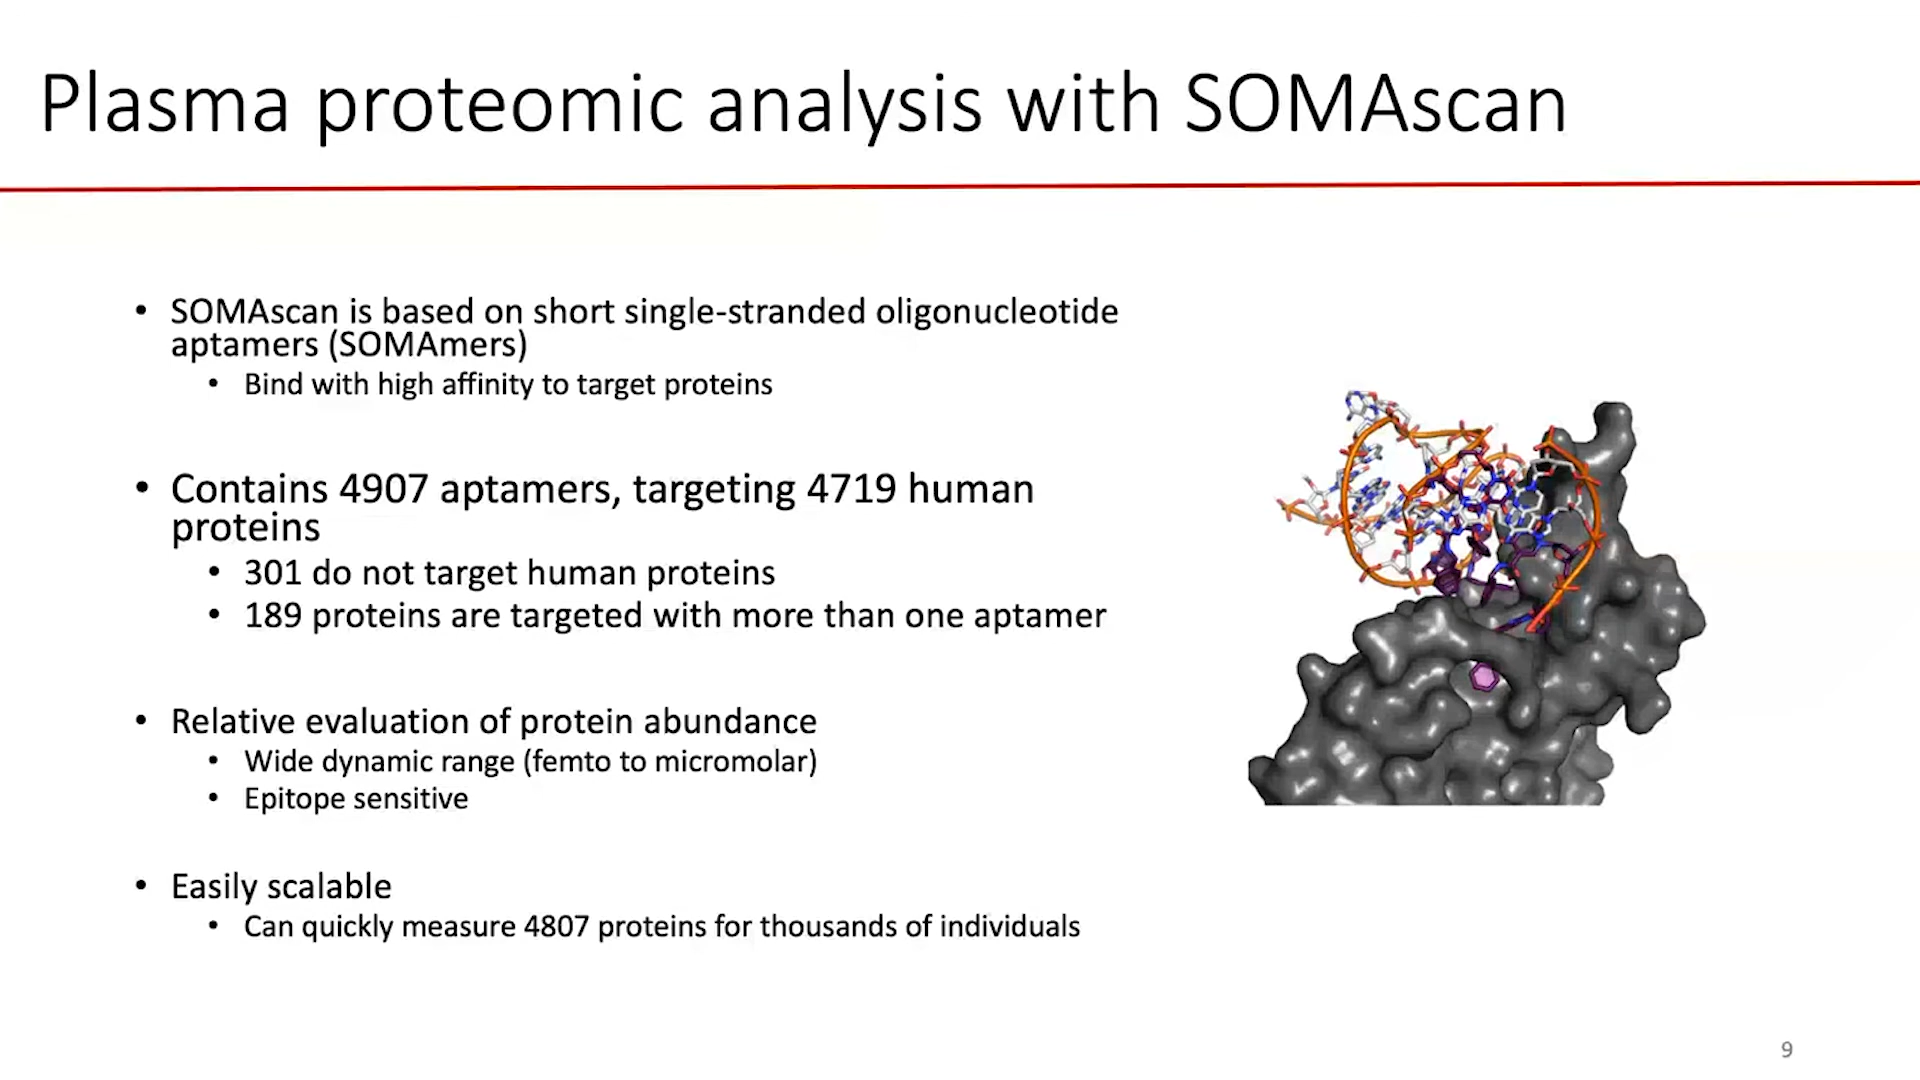 Plasma proteomic analysis with SOMAscan
• SOMAscan is based on short single-stranded oligonucleotide
aptamers (SOMAmers)
• Bind with high affinity to target proteins
• Contains 4907 aptamers, targeting 4719 human
proteins
• 301 do not target human proteins
• 189 proteins are targeted with more than one aptamer
• Relative evaluation of protein abundance
• Wide dynamic range (femto to micromolar)
• Epitope sensitive
• Easily scalable
• Can quickly measure 4807 proteins for thousands of individuals
9